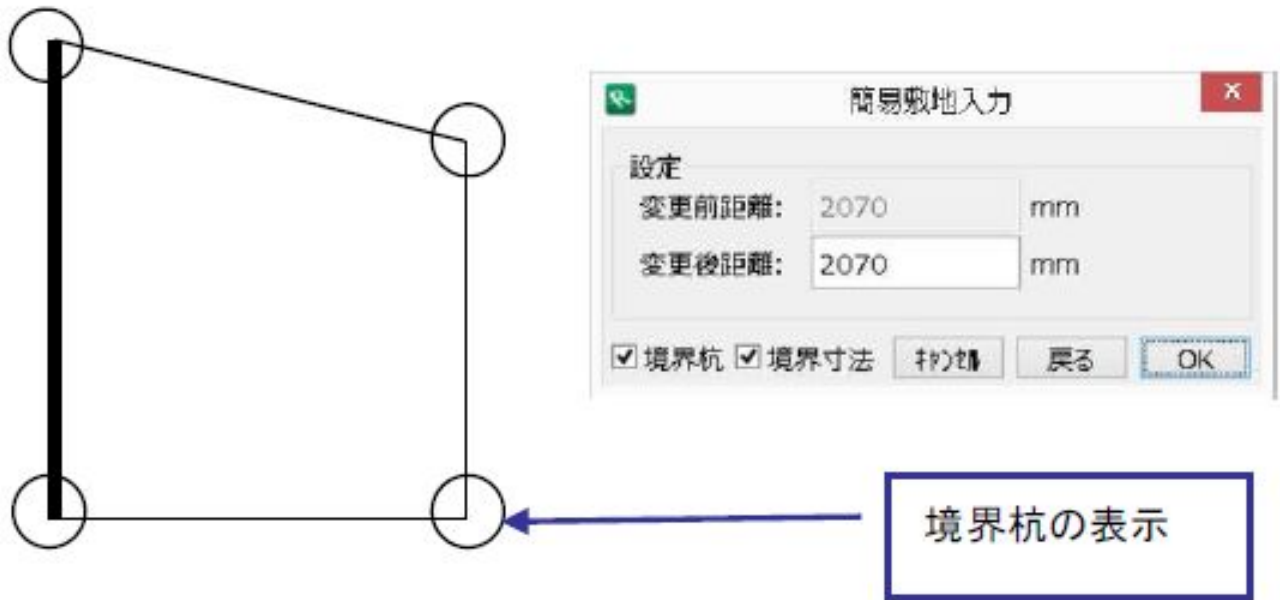 簡易敷地入力
設定
変更前距離: 2070 mm
変更後距離: 2070 mm
境界杭 境界寸法 ｷｬﾝｾﾙ 戻る OK
境界杭の表示